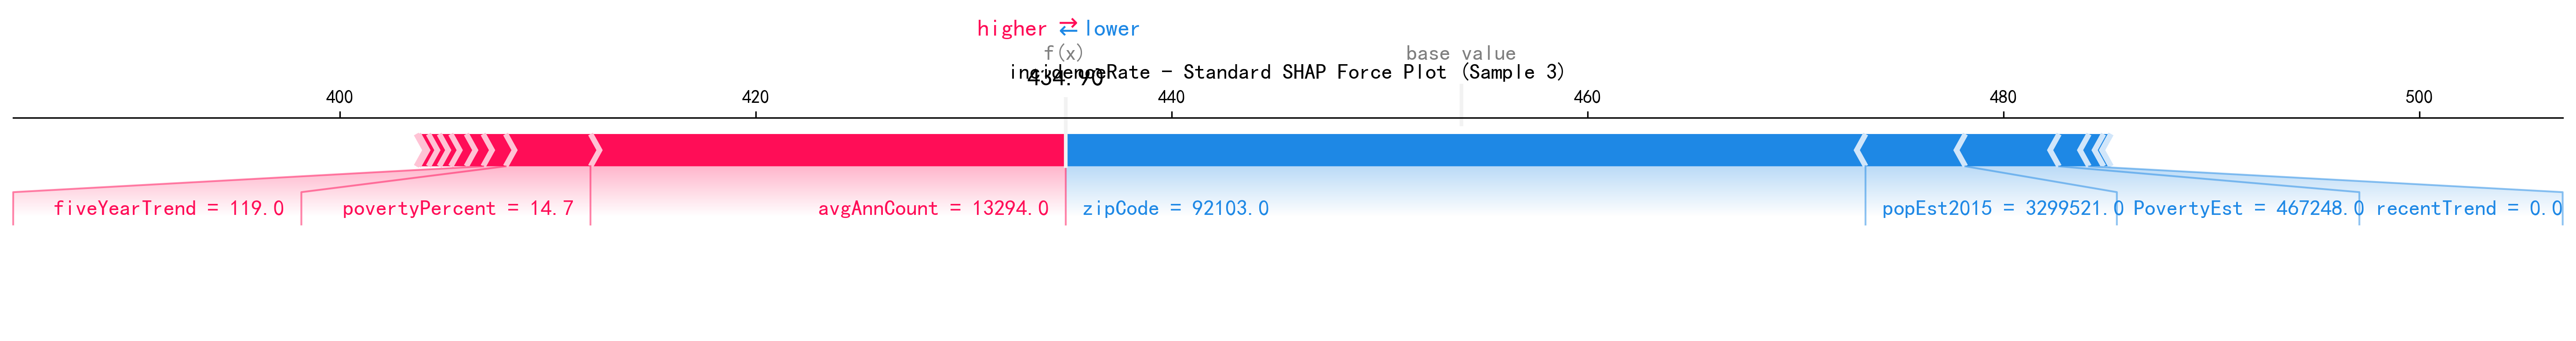 higher ⇄ lower
f(x) base value
incidenceRate - Standard SHAP Force Plot (Sample 3)
434.90
400 420 440 460 480 500
fiveYearTrend = 119.0 povertyPercent = 14.7 avgAnnCount = 13294.0 zipCode = 92103.0 popEst2015 = 3299521.0 PovertyEst = 467248.0 recentTrend = 0.0